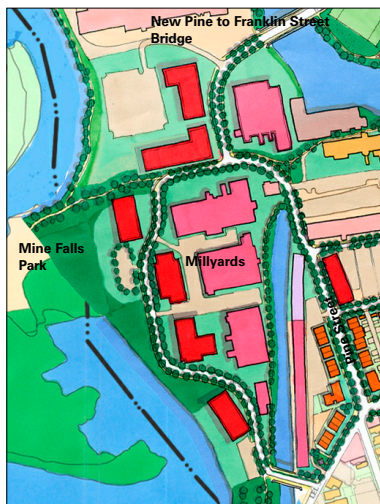 New Pine to Franklin Street
Bridge
Mine Falls
Park
Millyards
Pine Street